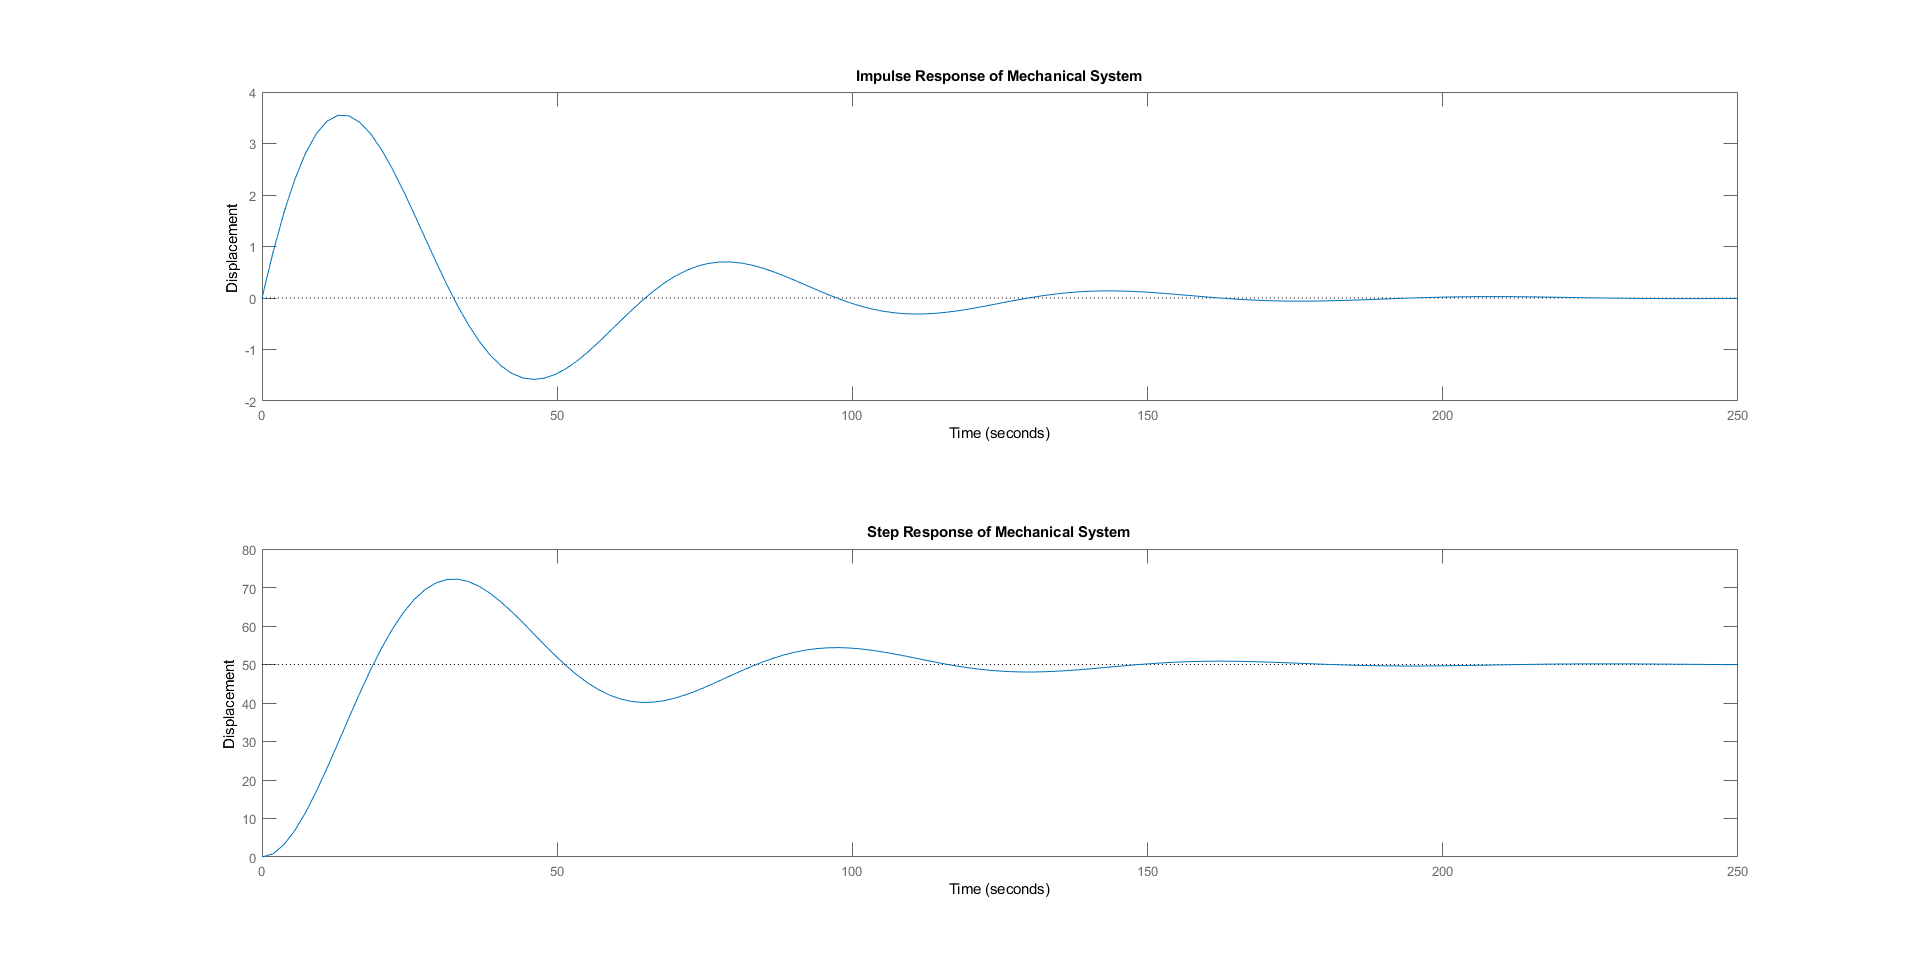 Impulse Response of Mechanical System
4
3
2
1
0
-1
-2
Displacement
0 50 100 150 200 250
Time (seconds)
Step Response of Mechanical System
80
70
60
50
40
30
20
10
0
Displacement
0 50 100 150 200 250
Time (seconds)